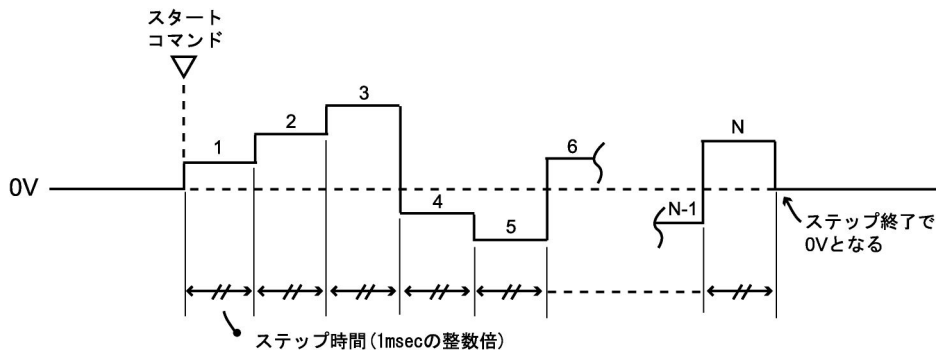 スタート
コマンド
1
2
3
4
5
6
N-1
N
0V
ステップ終了で
0Vとなる
ステップ時間(1msecの整数倍)